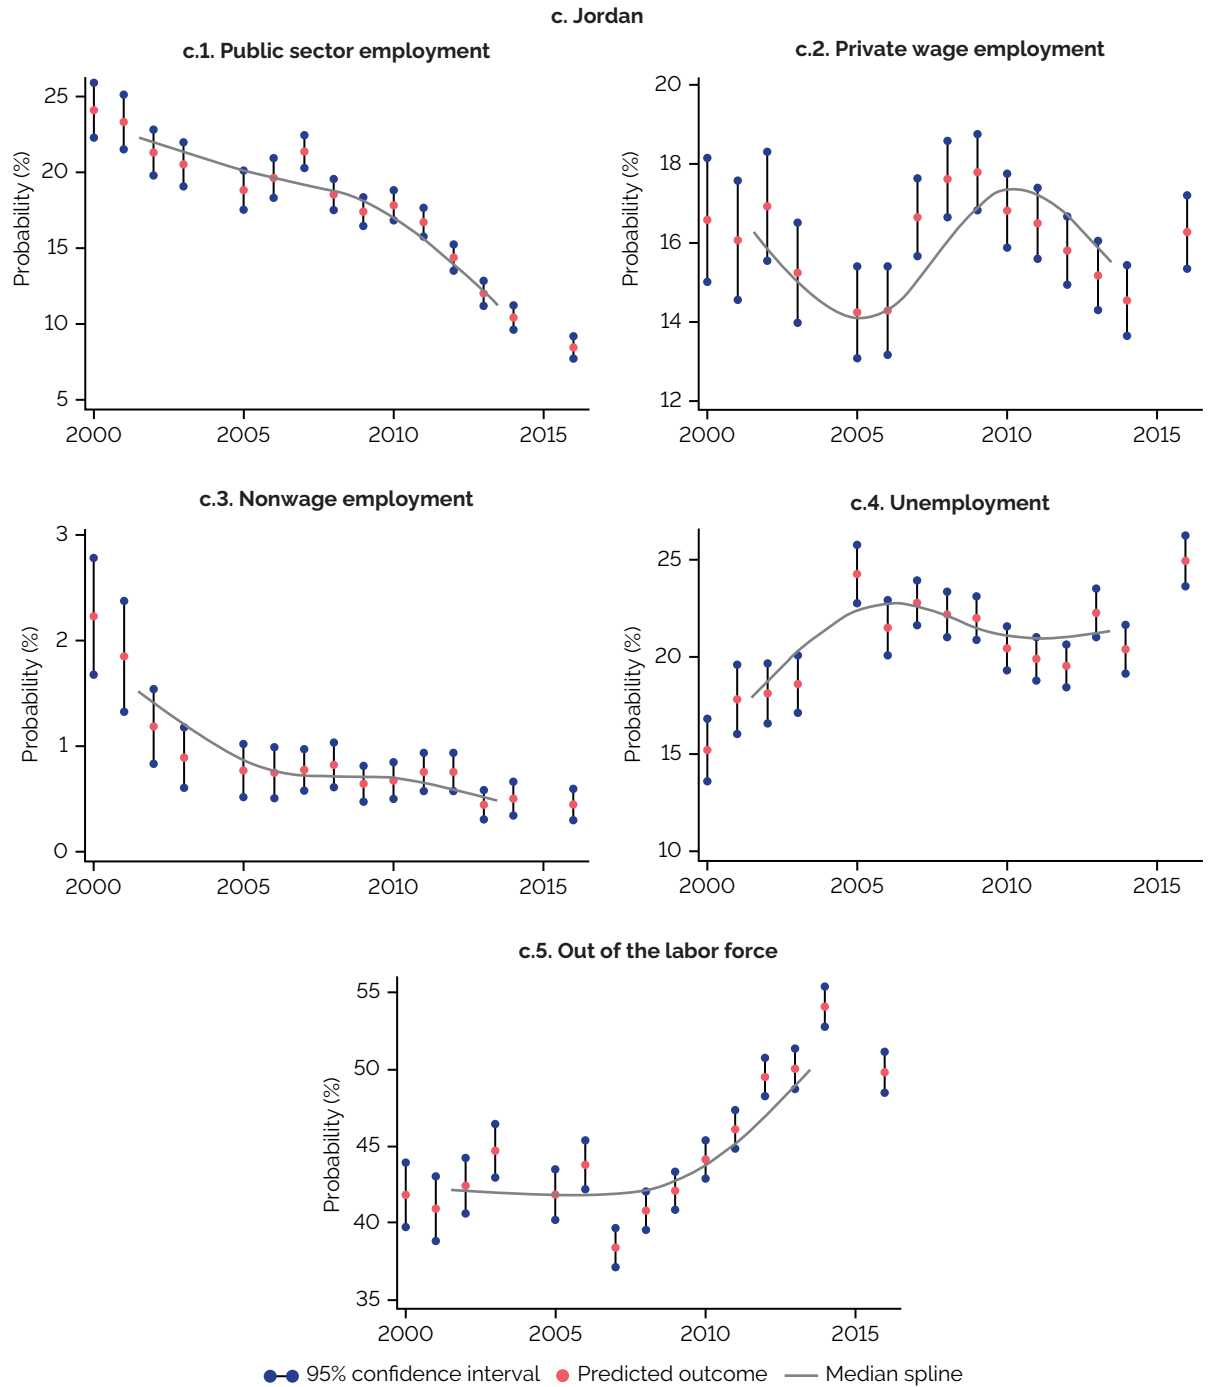 c. Jordan
c.1. Public sector employment
Probability (%)
25
20
15
10
5
2000 2005 2010 2015
c.2. Private wage employment
Probability (%)
20
18
16
14
12
2000 2005 2010 2015
c.3. Nonwage employment
Probability (%)
3
2
1
0
2000 2005 2010 2015
c.4. Unemployment
Probability (%)
25
20
15
10
2000 2005 2010 2015
c.5. Out of the labor force
Probability (%)
55
50
45
40
35
2000 2005 2010 2015
95% confidence interval Predicted outcome Median spline